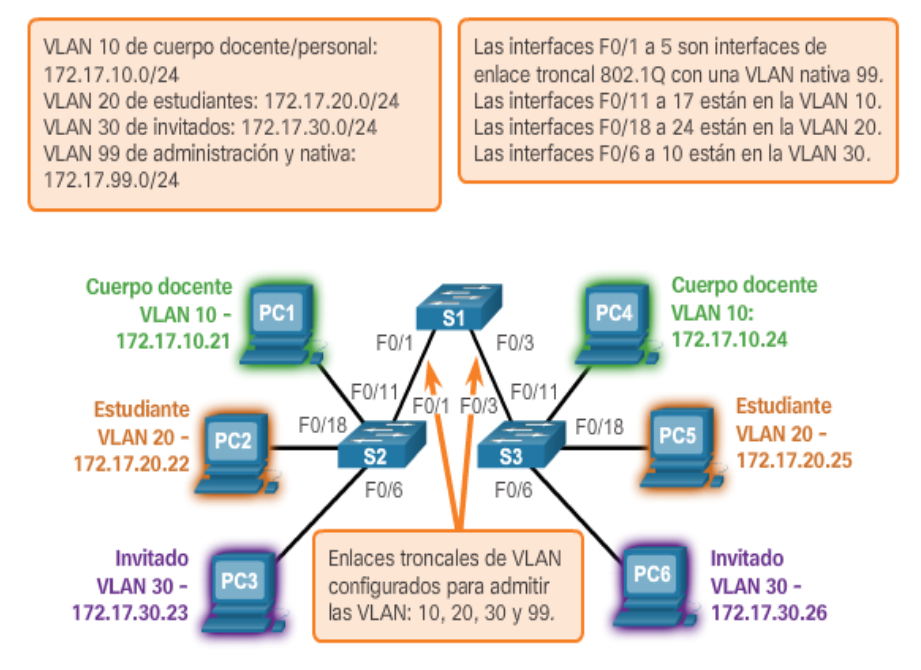 VLAN 10 de cuerpo docente/personal:
172.17.10.0/24
VLAN 20 de estudiantes: 172.17.20.0/24
VLAN 30 de invitados: 172.17.30.0/24
VLAN 99 de administración y nativa:
172.17.99.0/24
Las interfaces F0/1 a 5 son interfaces de
enlace troncal 802.1Q con una VLAN nativa 99.
Las interfaces F0/11 a 17 están en la VLAN 10.
Las interfaces F0/18 a 24 están en la VLAN 20.
Las interfaces F0/6 a 10 están en la VLAN 30.
Cuerpo docente
VLAN 10 -
172.17.10.21
PC1
S1
F0/1
F0/3
PC4
Cuerpo docente
VLAN 10:
172.17.10.24
F0/11
F0/1
F0/3
F0/11
Estudiante
VLAN 20 -
172.17.20.22
PC2
F0/18
S2
F0/6
S3
F0/6
F0/18
PC5
Estudiante
VLAN 20 -
172.17.20.25
Invitado
VLAN 30 -
172.17.30.23
PC3
Enlaces troncales de VLAN
configurados para admitir
las VLAN: 10, 20, 30 y 99.
PC6
Invitado
VLAN 30 -
172.17.30.26